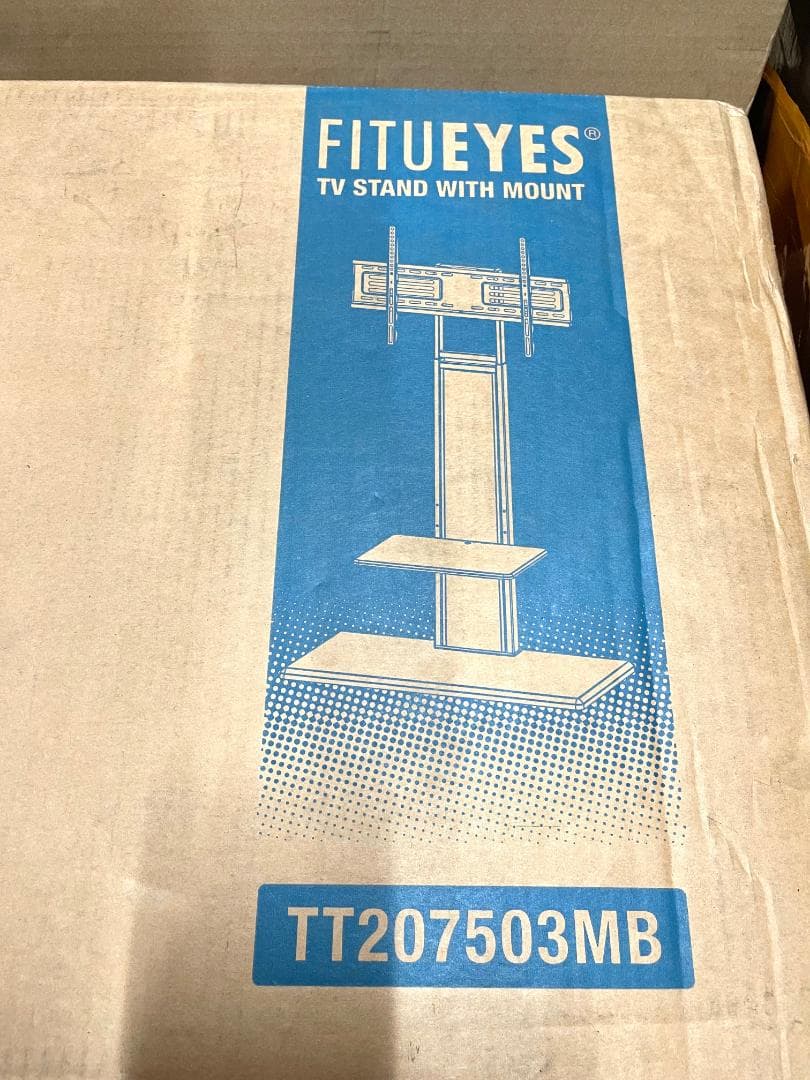 FITUEYES®
TV STAND WITH MOUNT
TT207503MB